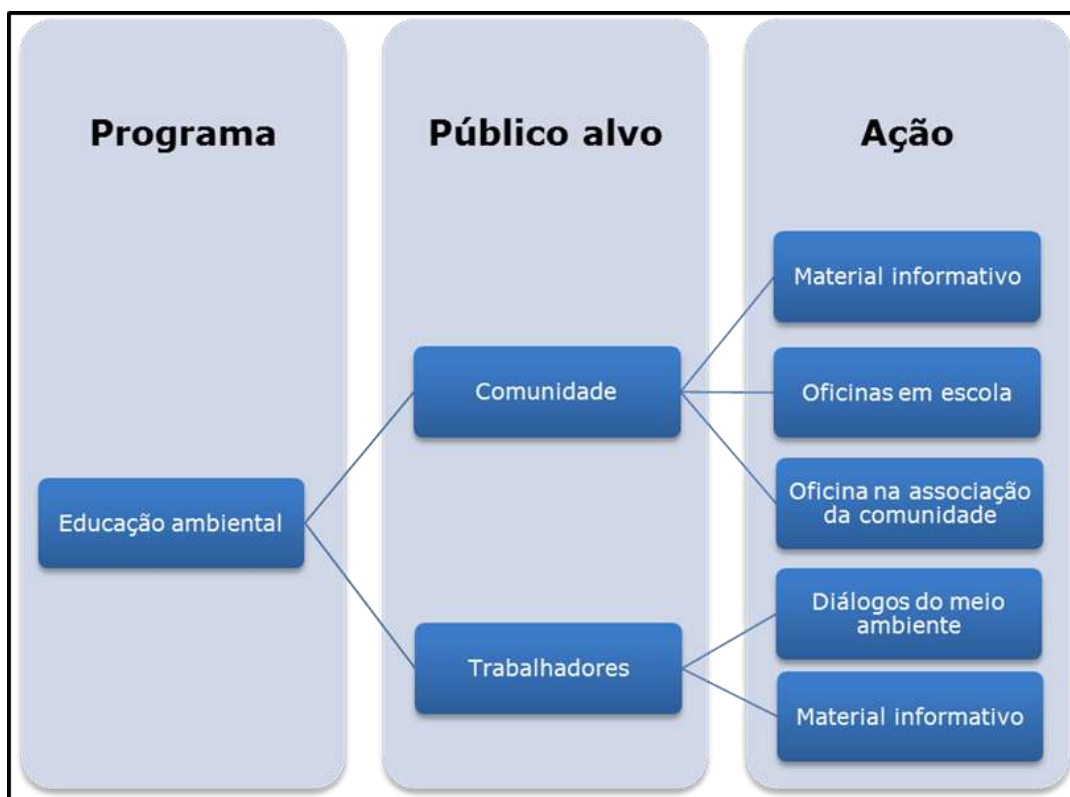 Programa
Público alvo
Ação
Educação ambiental
Comunidade
Trabalhadores
Material informativo
Oficinas em escola
Oficina na associação
da comunidade
Diálogos do meio
ambiente
Material informativo